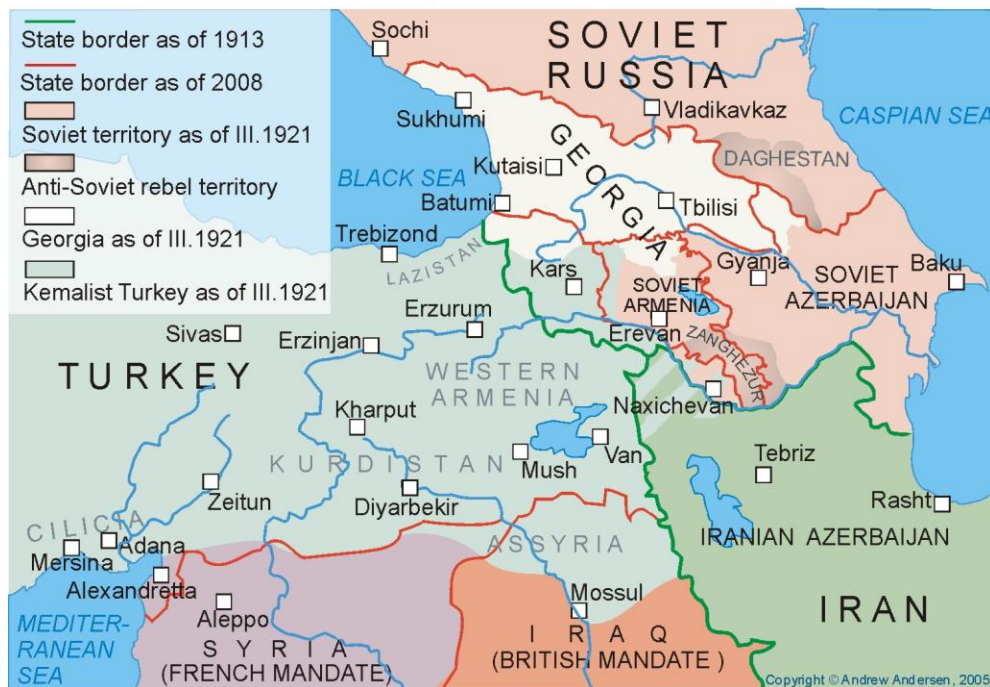 State border as of 1913
State border as of 2008
Soviet territory as of III.1921
Anti-Soviet rebel territory
Georgia as of III.1921
Kemalist Turkey as of III.1921
Sochi
SOVIET
RUSSIA
Vladikavkaz
CASPIAN SEA
Sukhumi
DAGHESTAN
Kutaisi
GEORGIA
BLACK SEA
Batumi
Tbilisi
Trebizond
LAZISTAN
Kars
Gyanja
SOVIET
AZERBAIJAN
Baku
SOVIET
ARMENIA
Erevan
ZANGHEZUR
Naxichevan
Sivas
Erzinjan
Erzurum
TURKEY
WESTERN
ARMENIA
Kharput
KURDISTAN
Mush
Van
Tebriz
Zeitun
Diyarbekir
Rasht
CILICIA
Mersina
Adana
ASSYRIA
IRANIAN AZERBAIJAN
Alexandretta
Aleppo
Mossul
IRAN
MEDITER-
RANEAN
SEA
SYRIA
(FRENCH MANDATE)
IRAQ
(BRITISH MANDATE )
Copyright © Andrew Andersen, 2005